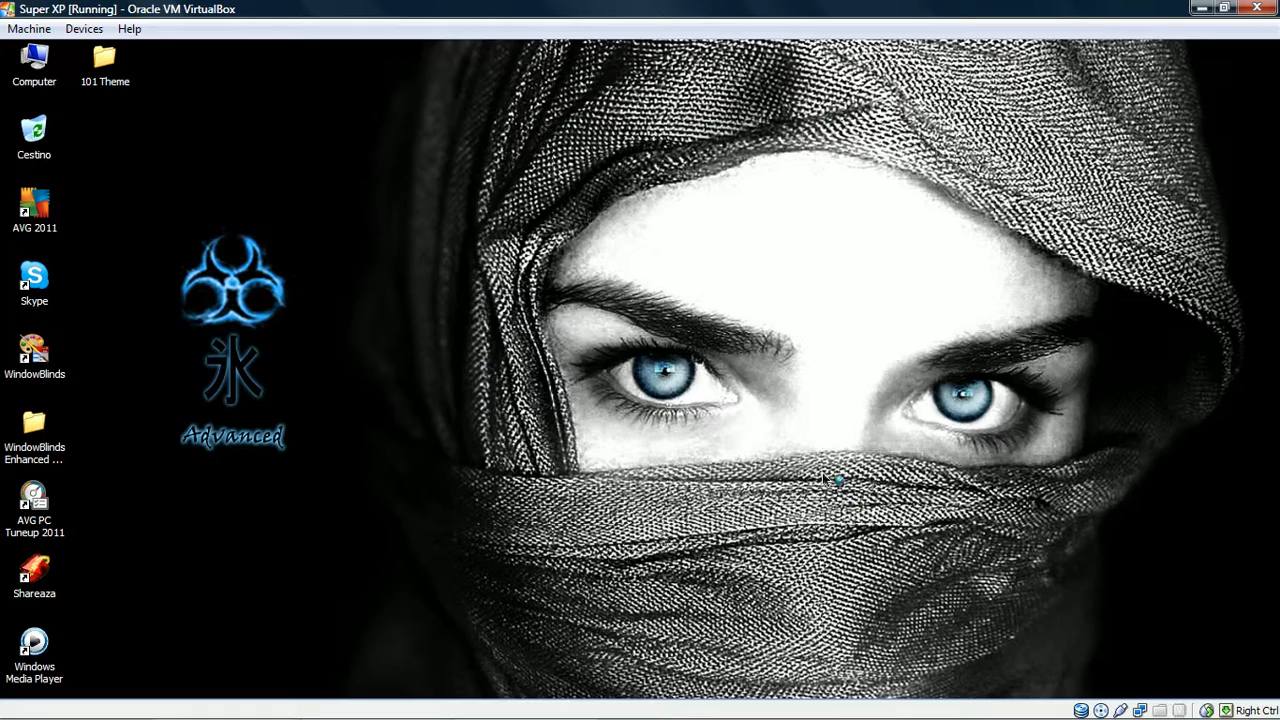 Super XP [Running] - Oracle VM VirtualBox
Machine Devices Help
Computer
101 Theme
Cestino
AVG 2011
Skype
WindowBlinds
WindowBlinds
Enhanced ...
AVG PC
Tuneup 2011
Shareaza
Windows
Media Player
氷
Advanced
Right Ctrl